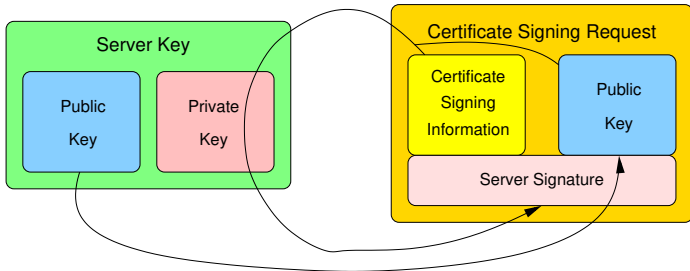 Server Key
Public
Key
Private
Key
Certificate Signing Request
Certificate
Signing
Information
Public
Key
Server Signature